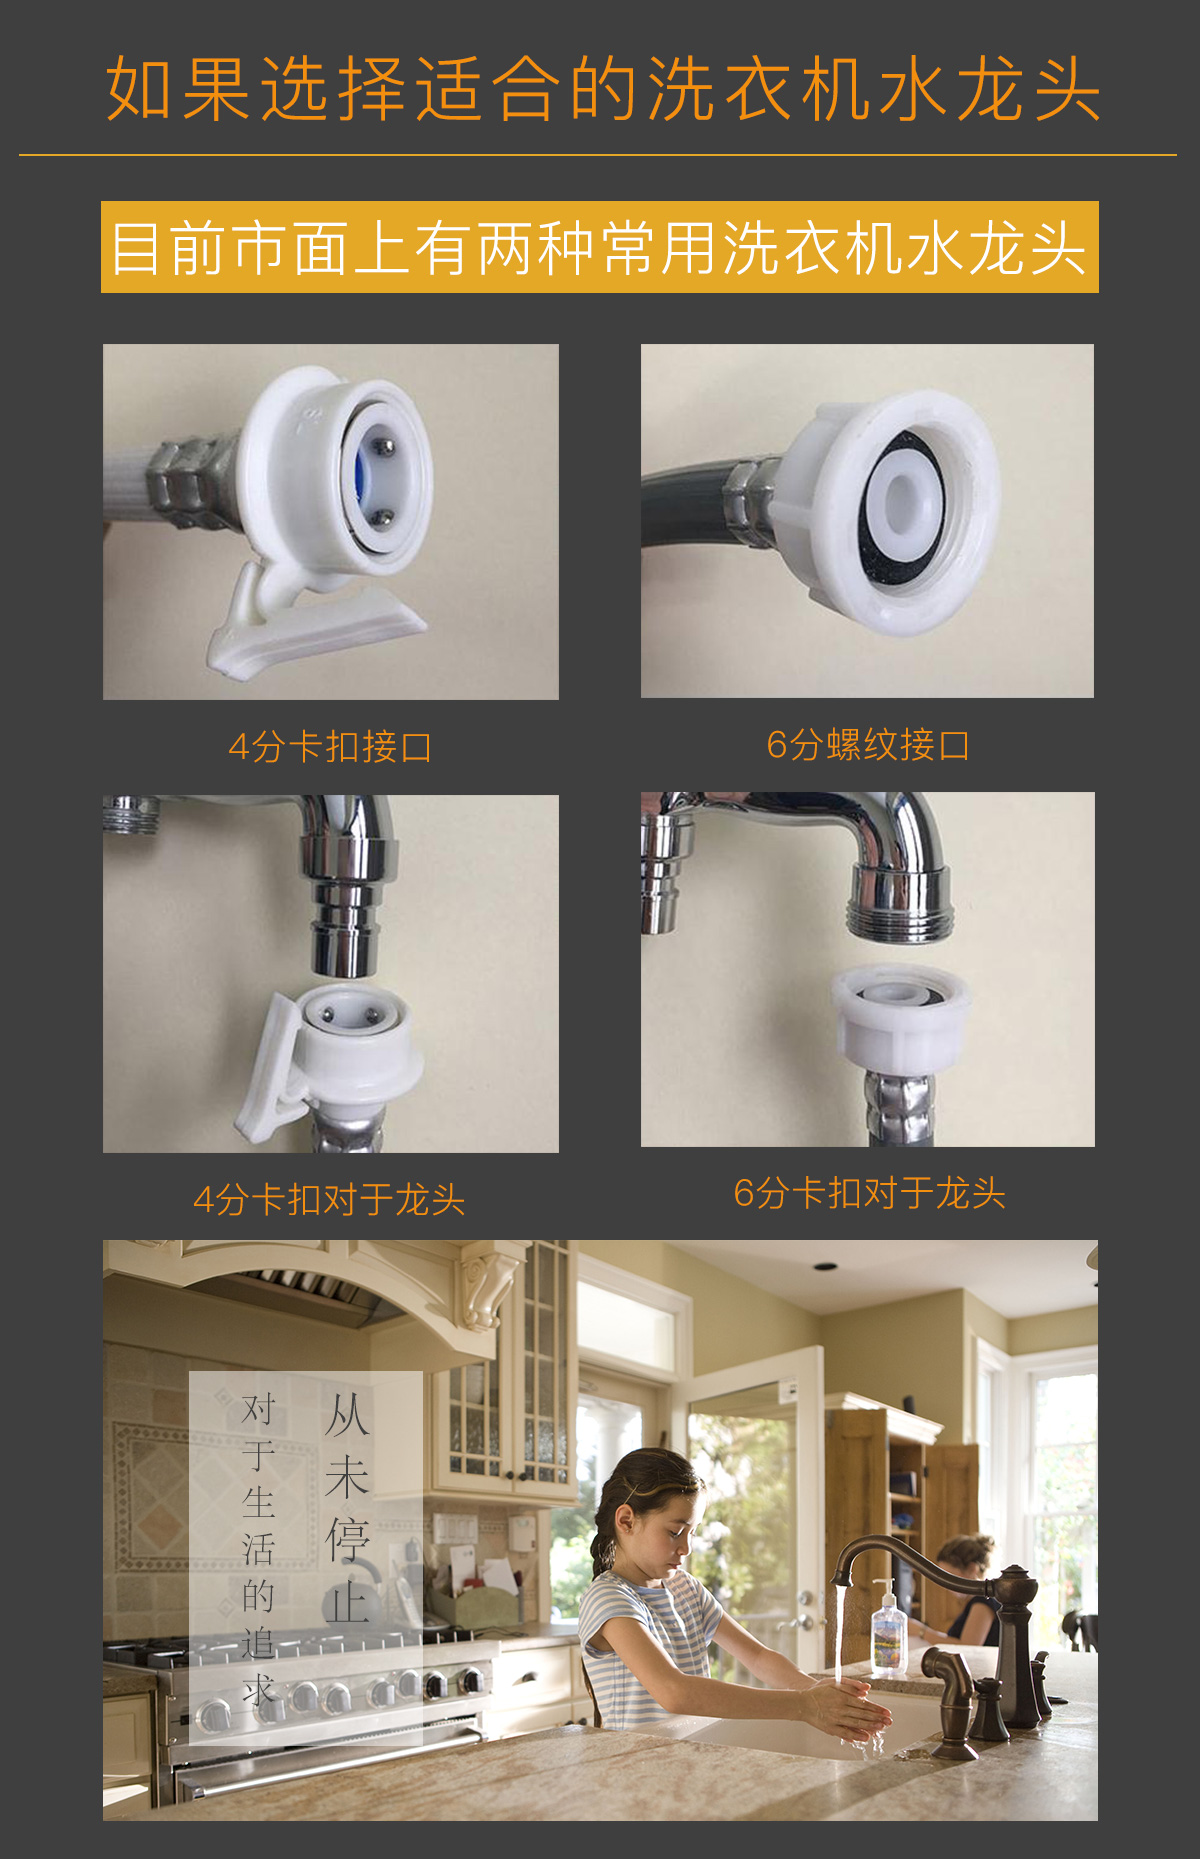 如果选择适合的洗衣机水龙头
目前市面上有两种常用洗衣机水龙头
4分卡扣接口
6分螺纹接口
4分卡扣对于龙头
6分卡扣对于龙头
从未停止
对于生活的追求